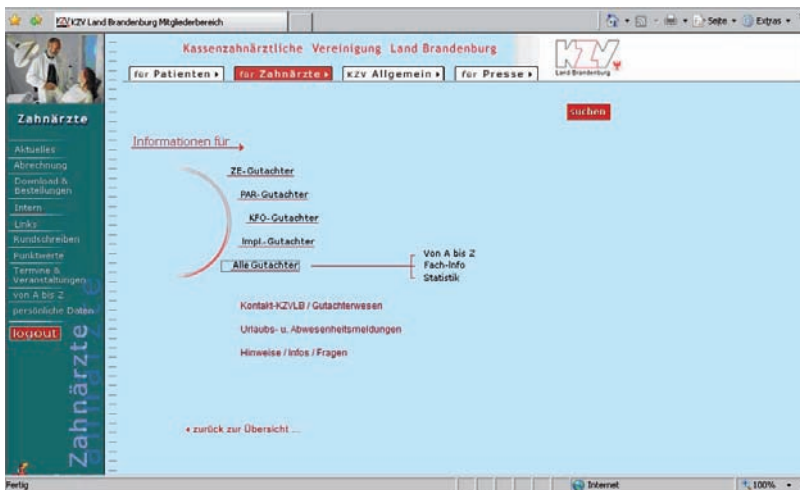 KZV Land Brandenburg Mitgliederbereich
Seite
Extras
Kassenzahnärztliche Vereinigung Land Brandenburg
KZV
Land Brandenburg
für Patienten
für Zahnärzte
KZV Allgemein
für Presse
suchen
Zahnärzte
Aktuelles
Abrechnung
Download &
Bestellungen
Intern
Links
Rundschreiben
Punktwerte
Termine &
Veranstaltungen
von A bis Z
persönliche Daten
logout
Zahnärzte
Informationen für
ZE-Gutachter
PAR-Gutachter
KFO-Gutachter
Impl.-Gutachter
Alle Gutachter
Von A bis Z
Fach-Info
Statistik
Kontakt-KZVLB / Gutachterwesen
Urlaubs- u. Abwesenheitsmeldungen
Hinweise / Infos / Fragen
zurück zur Übersicht ...
Fertig
Internet
100%